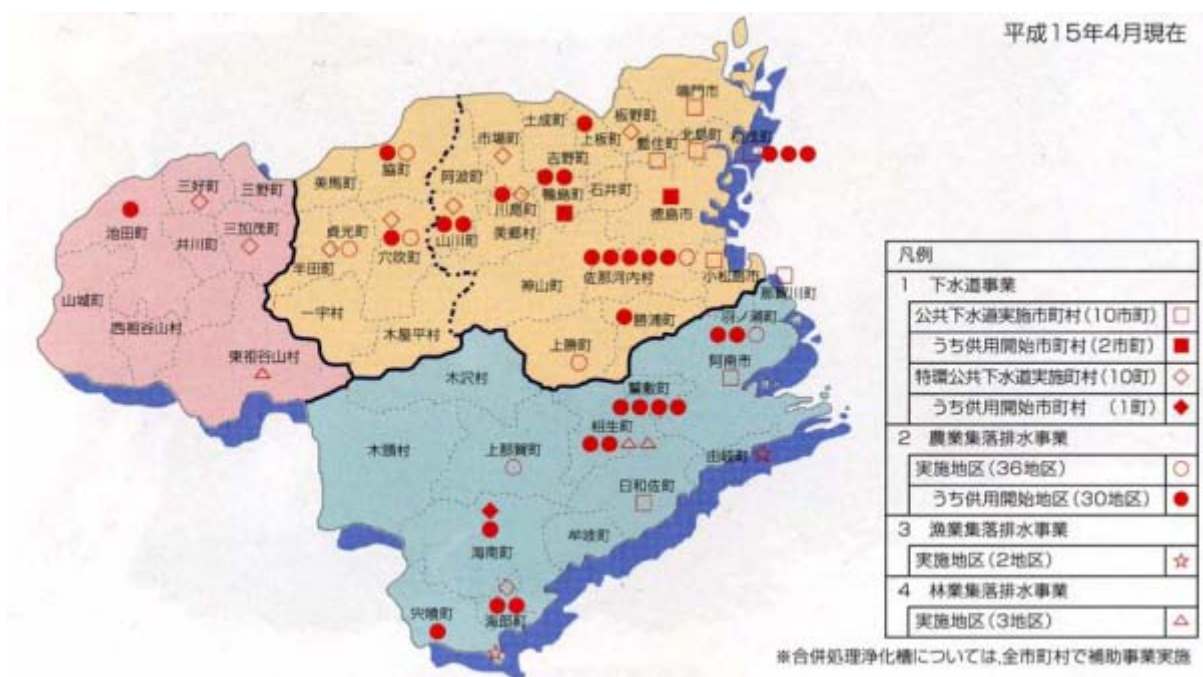 平成15年4月現在
鳴門市
板野町
土成町
上板町
北島町
松茂町
藍住町
市場町
吉野町
脇町
阿波町
美馬町
三好町
三野町
鴨島町
石井町
徳島市
川島町
池田町
三加茂町
井川町
貞光町
山川町
美郷村
半田町
穴吹町
佐那河内村
小松島市
那賀川町
神山町
山城町
一宇村
羽ノ浦町
西祖谷山村
勝浦町
木屋平村
東祖谷山村
上勝町
阿南市
木沢村
鷲敷町
相生町
木頭村
上那賀町
由岐町
日和佐町
牟岐町
海南町
宍喰町
海部町
凡例
1 下水道事業
公共下水道実施市町村(10市町) □
うち供用開始市町村(2市町) ■
特環公共下水道実施町村(10町) ◇
うち供用開始市町村 (1町) ◆
2 農業集落排水事業
実施地区(36地区) ○
うち供用開始地区(30地区) ●
3 漁業集落排水事業
実施地区(2地区) ☆
4 林業集落排水事業
実施地区(3地区) △
※合併処理浄化槽については,全市町村で補助事業実施